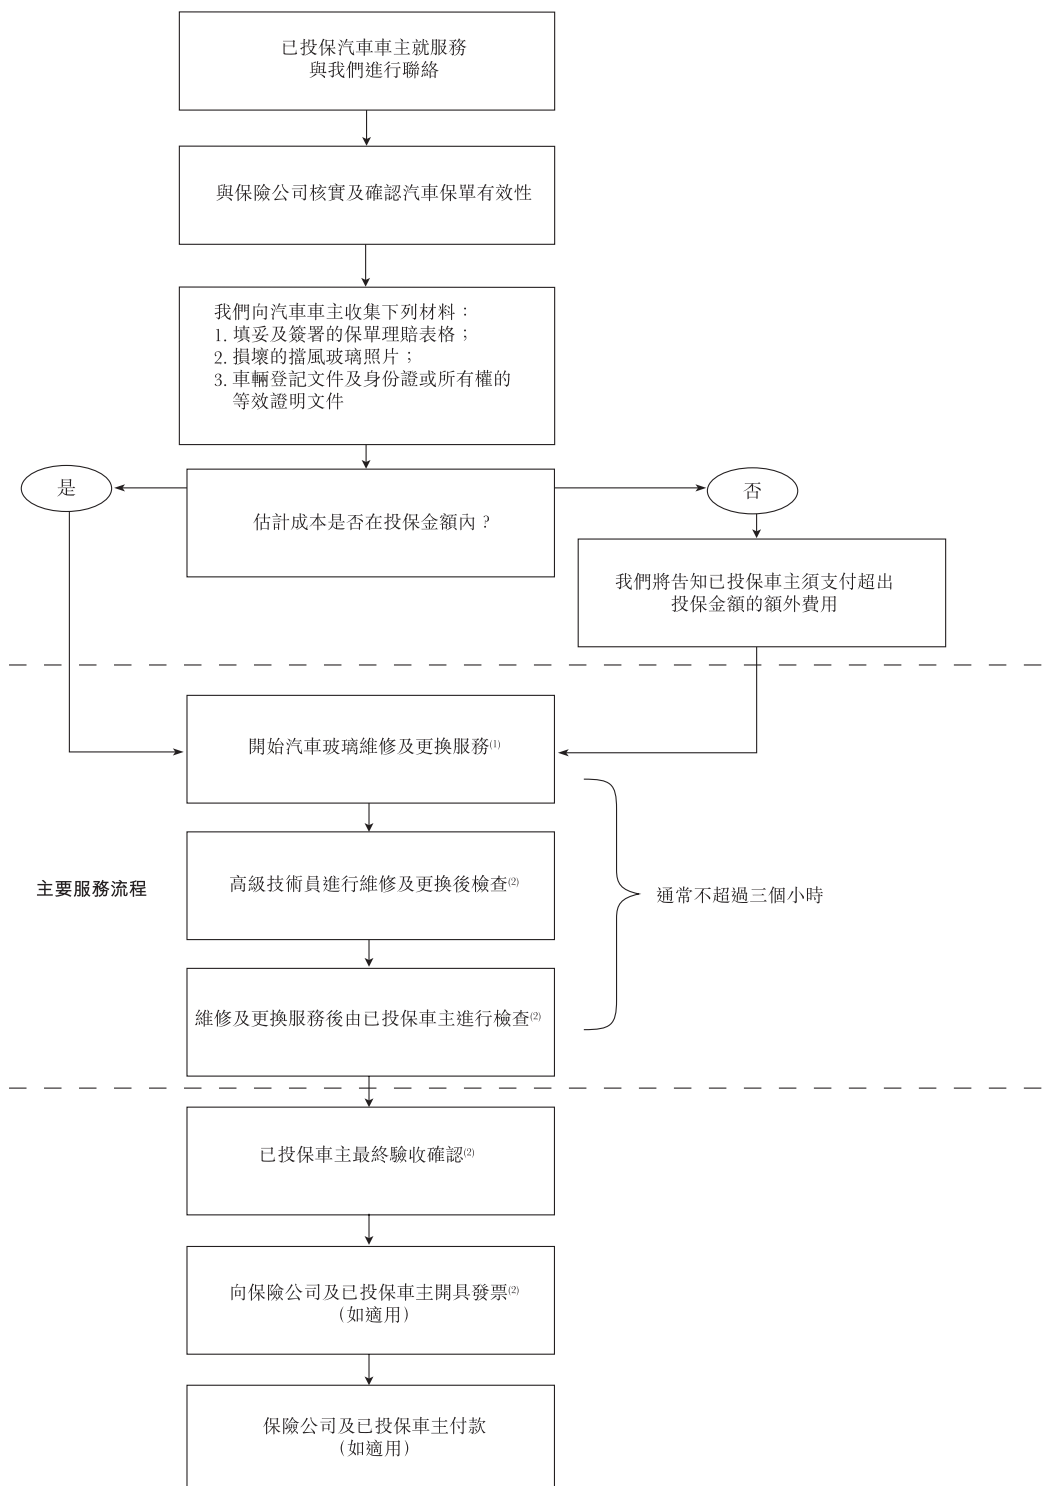 已投保汽車車主就服務
與我們進行聯絡
與保險公司核實及確認汽車保單有效性
我們向汽車車主收集下列材料：
1. 填妥及簽署的保單理賠表格；
2. 損壞的擋風玻璃照片；
3. 車輛登記文件及身份證或所有權的
等效證明文件
是
估計成本是否在投保金額內？
否
我們將告知已投保車主須支付超出
投保金額的額外費用
開始汽車玻璃維修及更換服務(1)
主要服務流程
高級技術員進行維修及更換後檢查(2)
通常不超過三個小時
維修及更換服務後由已投保車主進行檢查(2)
已投保車主最終驗收確認(2)
向保險公司及已投保車主開具發票(2)
（如適用）
保險公司及已投保車主付款
（如適用）